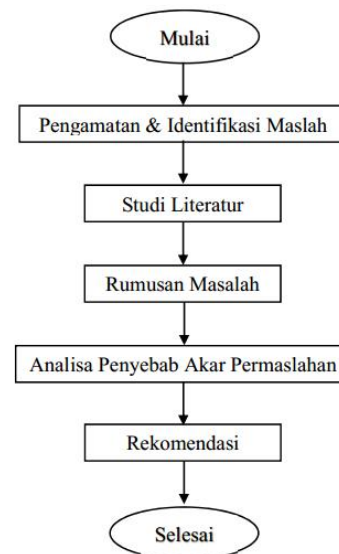 Mulai
Pengamatan & Identifikasi Maslah
Studi Literatur
Rumusan Masalah
Analisa Penyebab Akar Permaslahan
Rekomendasi
Selesai